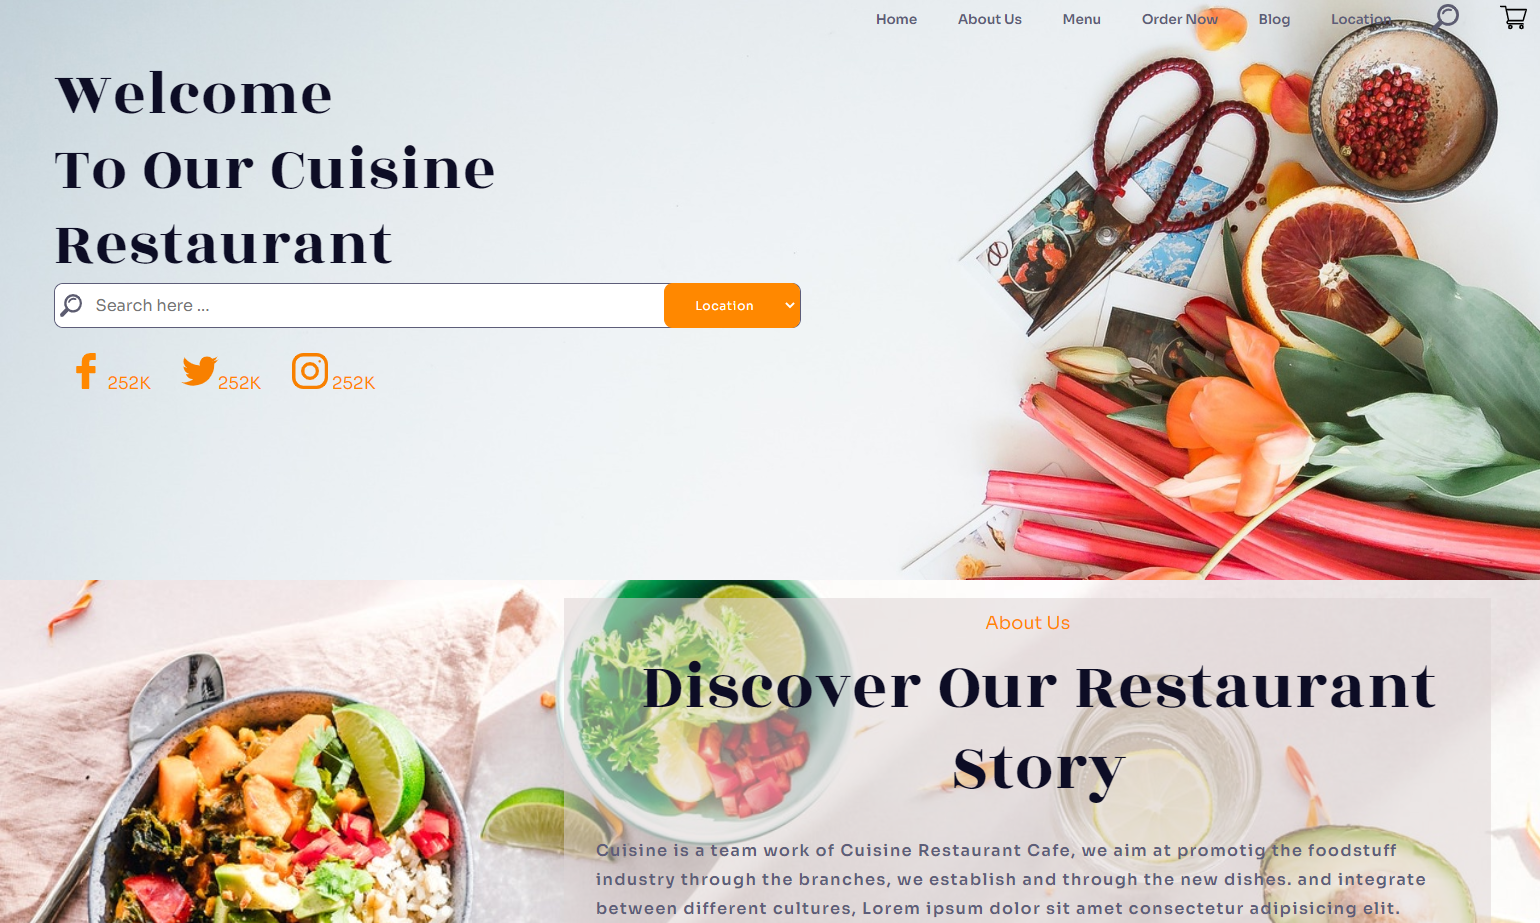 Home About Us Menu Order Now Blog Location
Welcome
To Our Cuisine
Restaurant
Search here ...
Location
252K 252K 252K
About Us
Discover Our Restaurant
Story
Cuisine is a team work of Cuisine Restaurant Cafe, we aim at promotig the foodstuff
industry through the branches, we establish and through the new dishes. and integrate
between different cultures, Lorem ipsum dolor sit amet consectetur adipisicing elit.